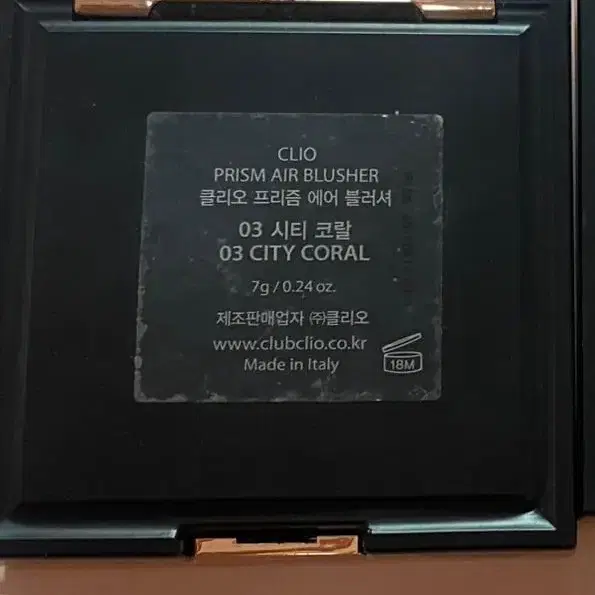 CLIO
PRISM AIR BLUSHER
클리오 프리즘 에어 블러셔
03 시티 코랄
03 CITY CORAL
7g / 0.24 oz.
제조판매업자 ㈜클리오
www.clubclio.co.kr
Made in Italy
18M